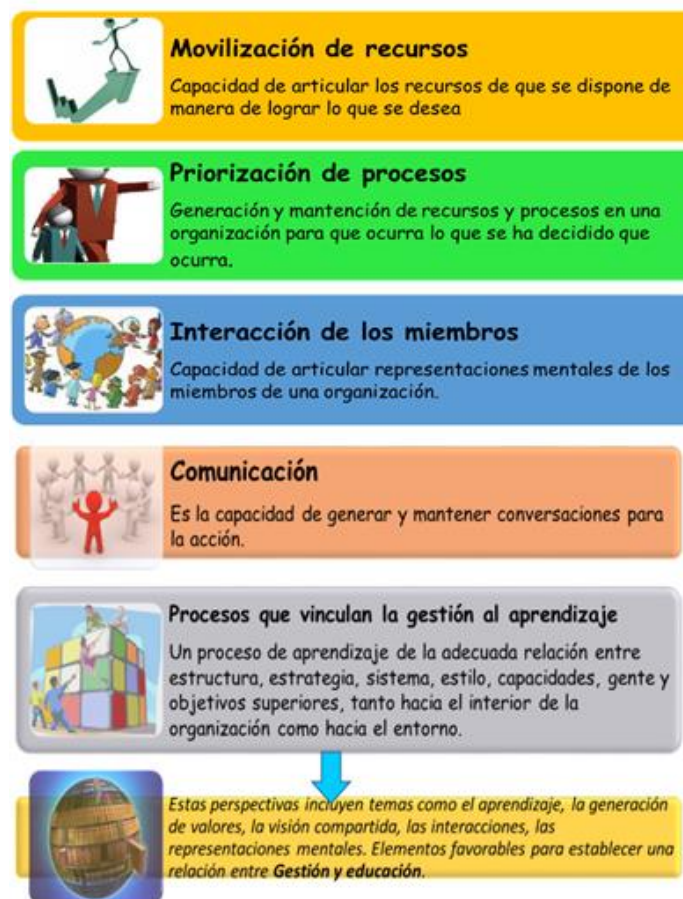 Movilización de recursos
Capacidad de articular los recursos de que se dispone de
manera de lograr lo que se desea
Priorización de procesos
Generación y mantención de recursos y procesos en una
organización para que ocurra lo que se ha decidido que
ocurra.
Interacción de los miembros
Capacidad de articular representaciones mentales de los
miembros de una organización.
Comunicación
Es la capacidad de generar y mantener conversaciones para
la acción.
Procesos que vinculan la gestión al aprendizaje
Un proceso de aprendizaje de la adecuada relación entre
estructura, estrategia, sistema, estilo, capacidades, gente y
objetivos superiores, tanto hacia el interior de la
organización como hacia el entorno.
Estas perspectivas incluyen temas como el aprendizaje, la generación
de valores, la visión compartida, las interacciones, las
representaciones mentales. Elementos favorables para establecer una
relación entre Gestión y educación.